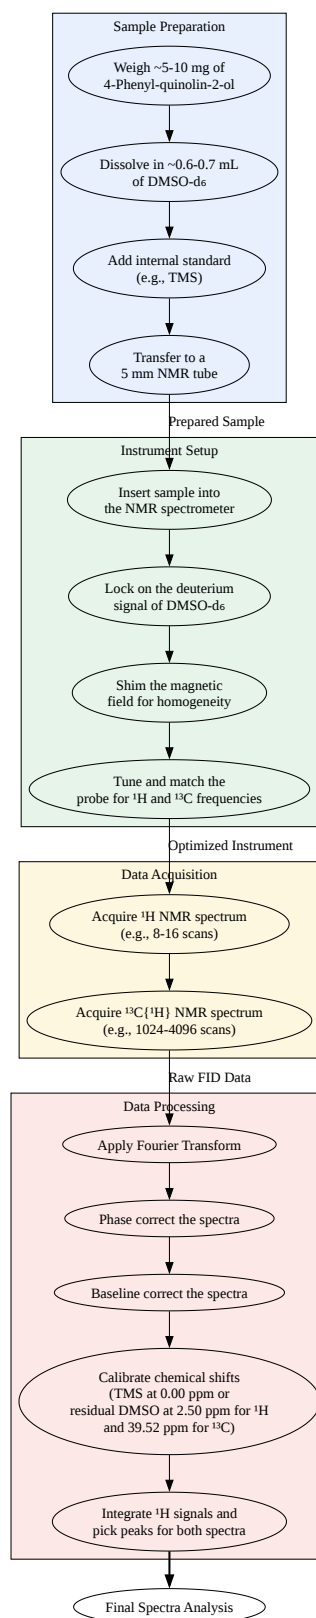 Sample Preparation
Weigh ~5-10 mg of
4-Phenyl-quinolin-2-ol
Dissolve in ~0.6-0.7 mL
of DMSO-d₆
Add internal standard
(e.g., TMS)
Transfer to a
5 mm NMR tube
Prepared Sample
Instrument Setup
Insert sample into
the NMR spectrometer
Lock on the deuterium
signal of DMSO-d₆
Shim the magnetic
field for homogeneity
Tune and match the
probe for ¹H and ¹³C frequencies
Optimized Instrument
Data Acquisition
Acquire ¹H NMR spectrum
(e.g., 8-16 scans)
Acquire ¹³C{¹H} NMR spectrum
(e.g., 1024-4096 scans)
Raw FID Data
Data Processing
Apply Fourier Transform
Phase correct the spectra
Baseline correct the spectra
Calibrate chemical shifts
(TMS at 0.00 ppm or
residual DMSO at 2.50 ppm for ¹H
and 39.52 ppm for ¹³C)
Integrate ¹H signals and
pick peaks for both spectra
Final Spectra Analysis